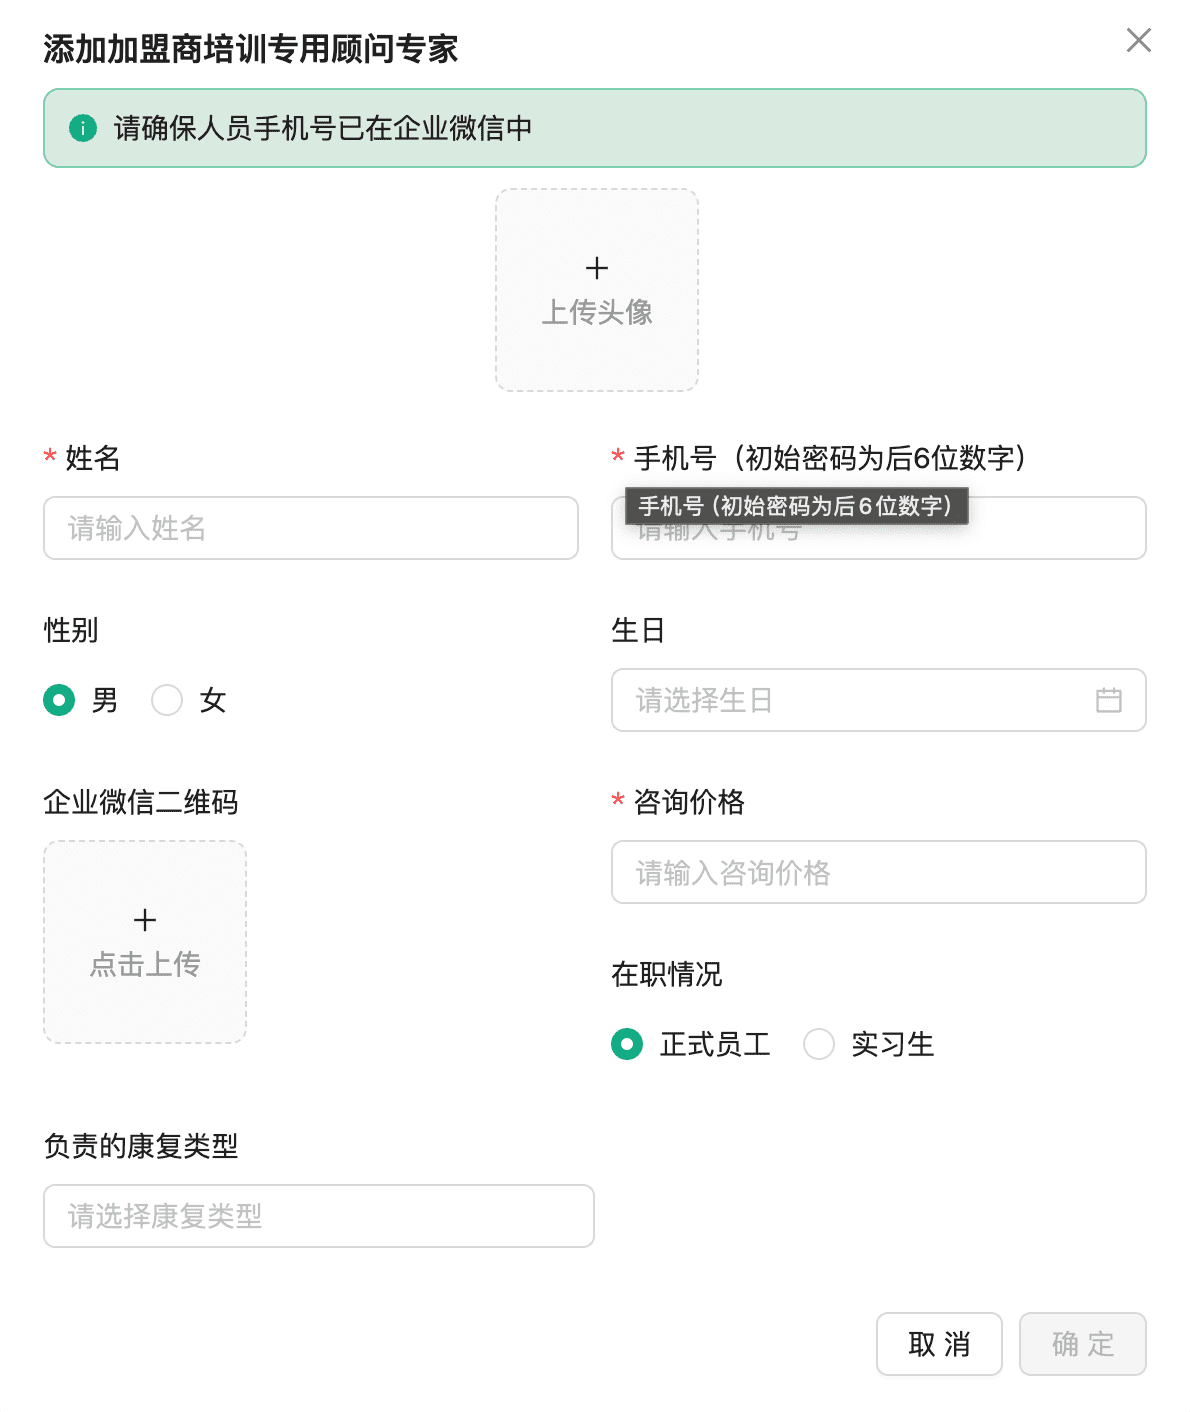 添加加盟商培训专用顾问专家
请确保人员手机号已在企业微信中
上传头像
* 姓名
* 手机号（初始密码为后6位数字）
请输入姓名
手机号 (初始密码为后 6 位数字)
请输入手机号
性别
生日
男 女
请选择生日
企业微信二维码
* 咨询价格
请输入咨询价格
点击上传
在职情况
正式员工 实习生
负责的康复类型
请选择康复类型
取 消 确 定